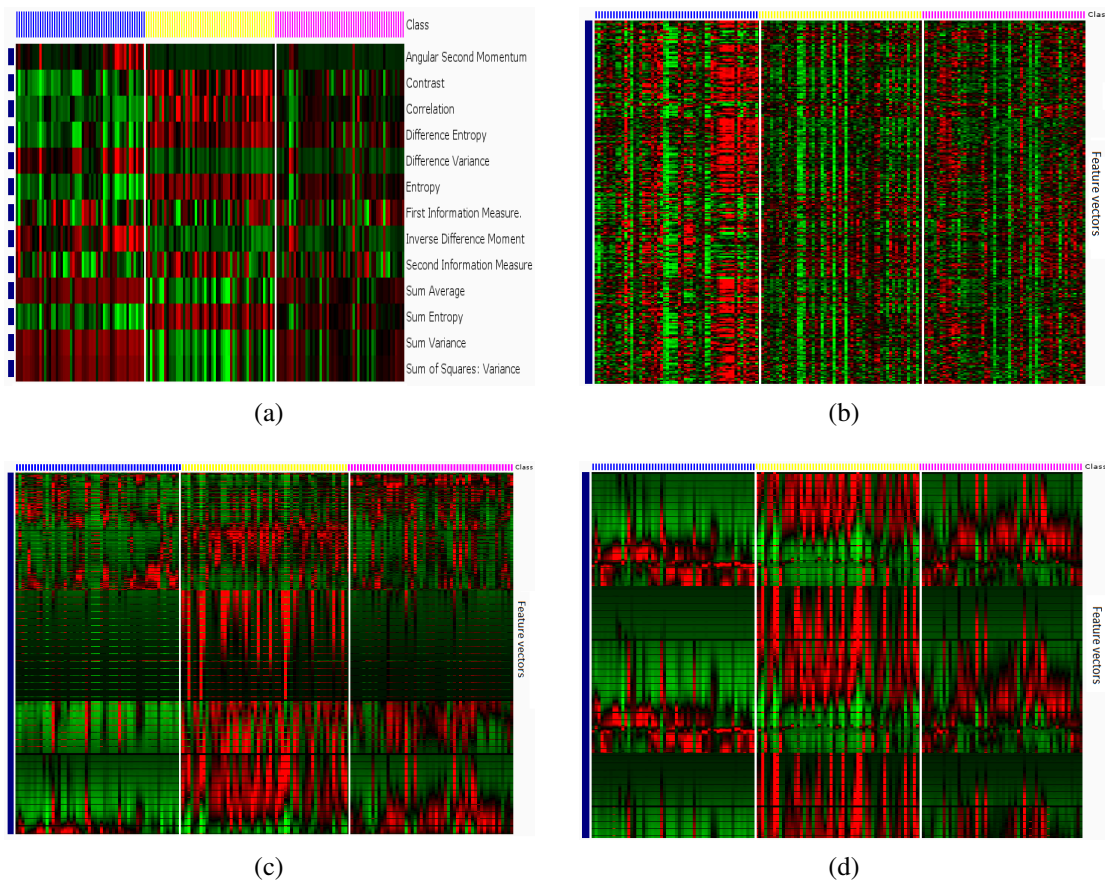 Class
Angular Second Momentum
Contrast
Correlation
Difference Entropy
Difference Variance
Entropy
First Information Measure.
Inverse Difference Moment
Second Information Measure
Sum Average
Sum Entropy
Sum Variance
Sum of Squares: Variance
(a)
Clas
Feature vectors
(b)
Class
Feature vectors
(c)
Class
Feature vectors
(d)